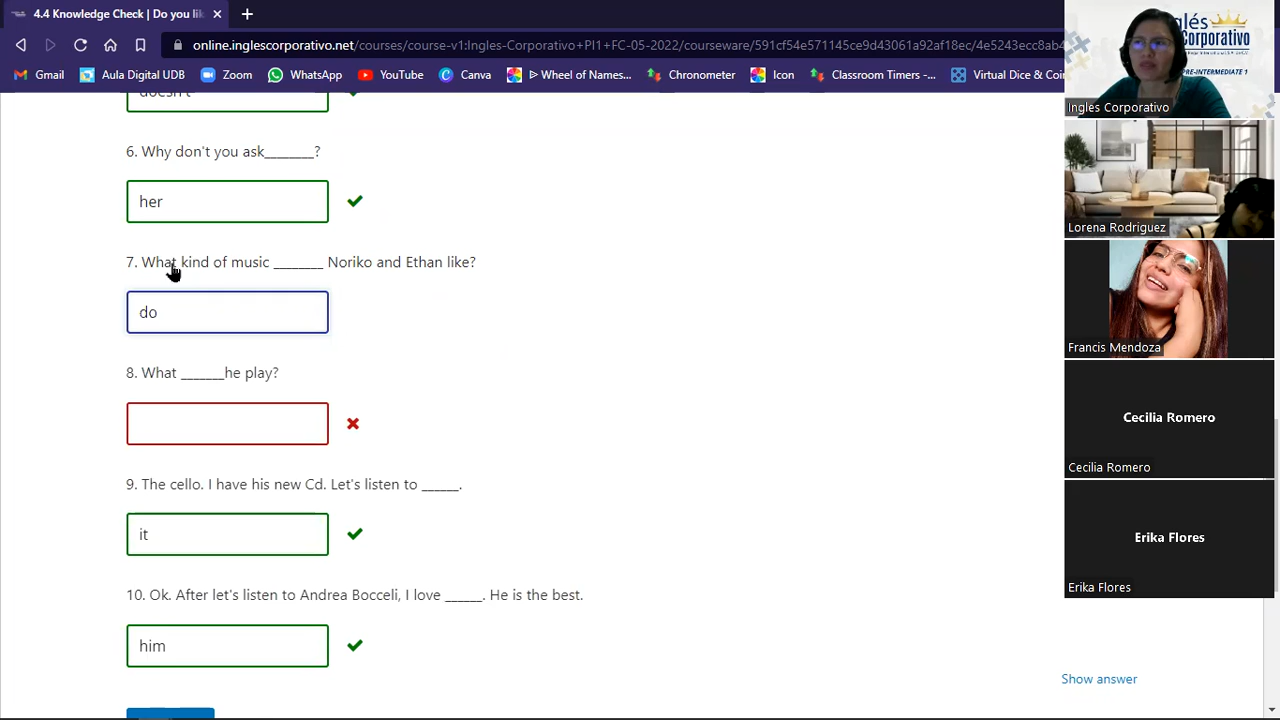 4.4 Knowledge Check | Do you lik
online.inglescorporativo.net/courses/course-v1:Ingles-Corporativo+PI1+FC-05-2022/courseware/591cf54e571145ce9d43061a92af18ec/4e5243ecc8ab4
Gmail Aula Digital UDB Zoom WhatsApp YouTube Canva ᐅ Wheel of Names... Chronometer Icon Classroom Timers -... Virtual Dice & Coi
doesn't
6. Why don't you ask________?
her
7. What kind of music ________ Noriko and Ethan like?
do
8. What _______he play?
9. The cello. I have his new Cd. Let's listen to ______.
it
10. Ok. After let's listen to Andrea Bocceli, I love ______. He is the best.
him
Show answer
glés
Corporativo
PRE-INTERMEDIATE 1
Ingles Corporativo
Lorena Rodriguez
Francis Mendoza
Cecilia Romero
Cecilia Romero
Erika Flores
Erika Flores